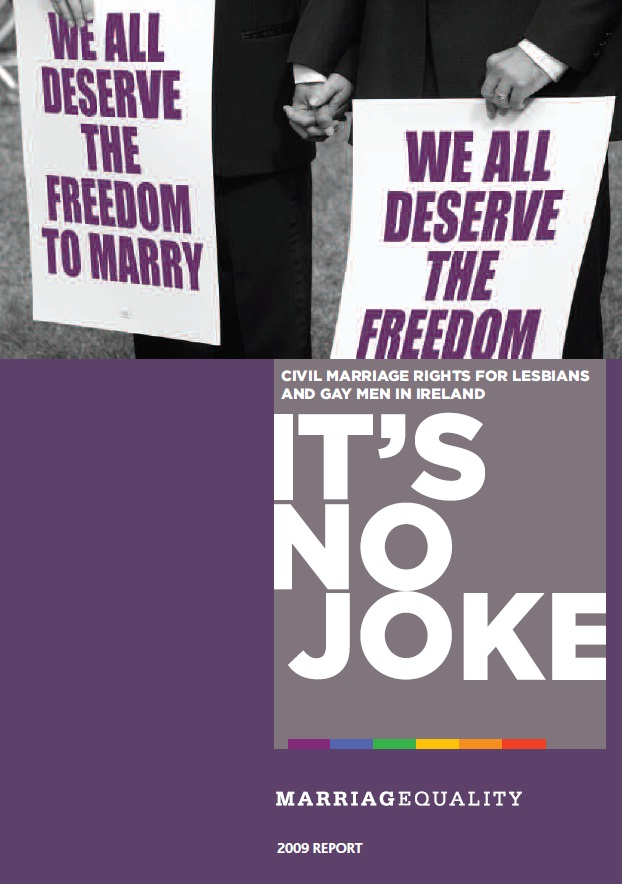 WE ALL
DESERVE
THE
FREEDOM
TO MARRY
WE ALL
DESERVE
THE
FREEDOM
CIVIL MARRIAGE RIGHTS FOR LESBIANS
AND GAY MEN IN IRELAND
IT’S
NO
JOKE
MARRIAGEQUALITY
2009 REPORT